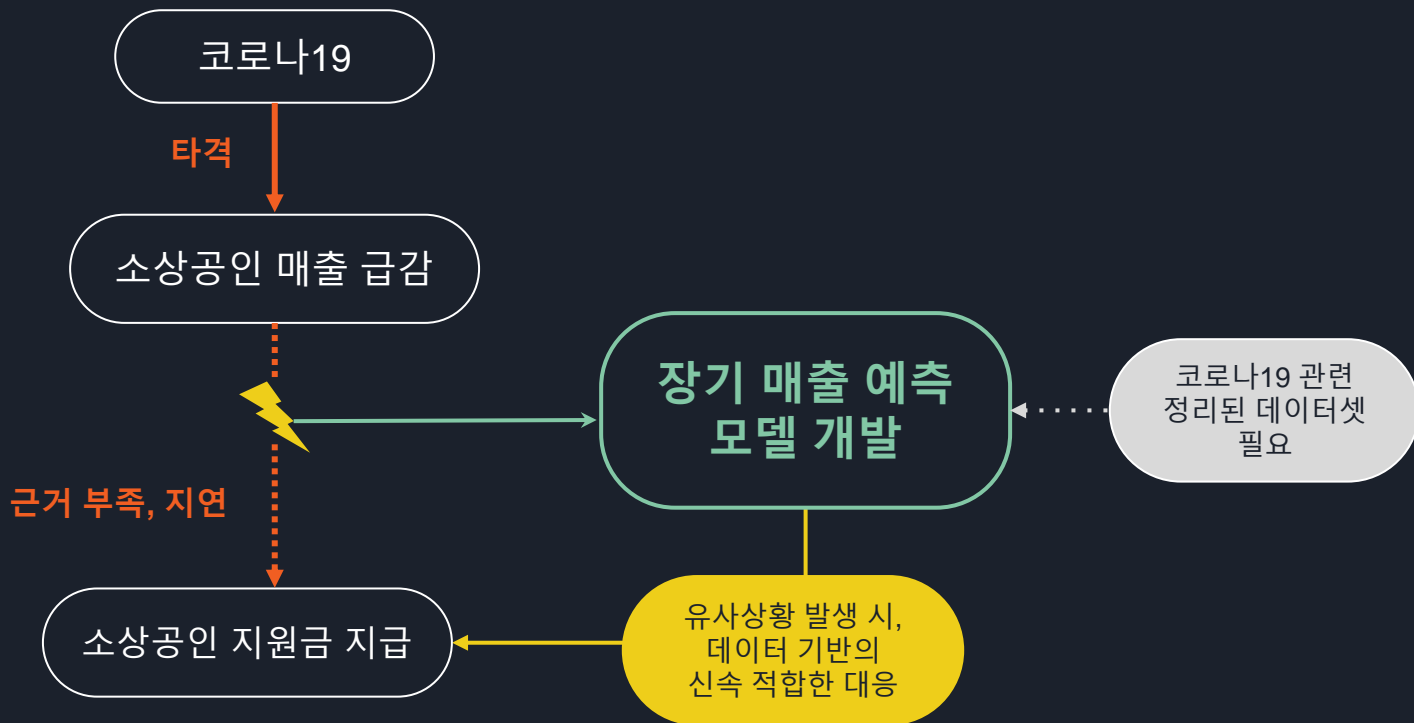 코로나19
타격
소상공인 매출 급감
근거 부족, 지연
소상공인 지원금 지급
장기 매출 예측
모델 개발
코로나19 관련
정리된 데이터셋
필요
유사상황 발생 시,
데이터 기반의
신속 적합한 대응